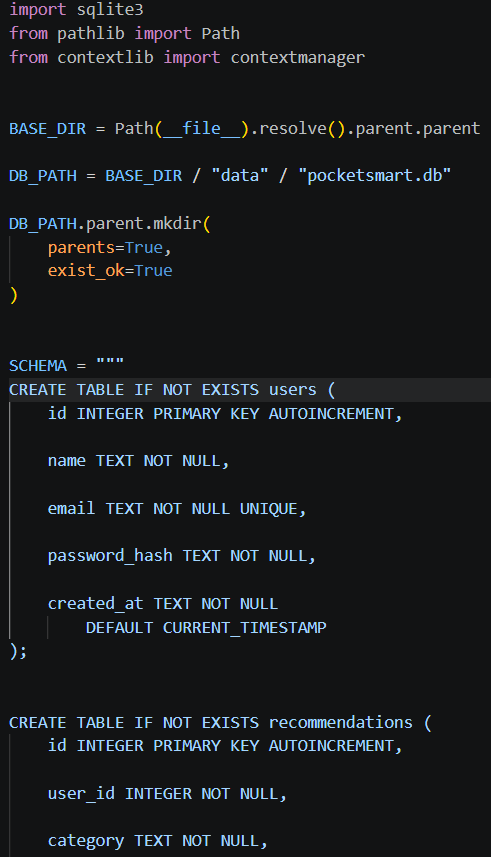 import sqlite3
from pathlib import Path
from contextlib import contextmanager
BASE_DIR = Path(__file__).resolve().parent.parent
DB_PATH = BASE_DIR / "data" / "pocketsmart.db"
DB_PATH.parent.mkdir(
    parents=True,
    exist_ok=True
)
SCHEMA = """
CREATE TABLE IF NOT EXISTS users (
    id INTEGER PRIMARY KEY AUTOINCREMENT,
    name TEXT NOT NULL,
    email TEXT NOT NULL UNIQUE,
    password_hash TEXT NOT NULL,
    created_at TEXT NOT NULL
        DEFAULT CURRENT_TIMESTAMP
);
CREATE TABLE IF NOT EXISTS recommendations (
    id INTEGER PRIMARY KEY AUTOINCREMENT,
    user_id INTEGER NOT NULL,
    category TEXT NOT NULL,